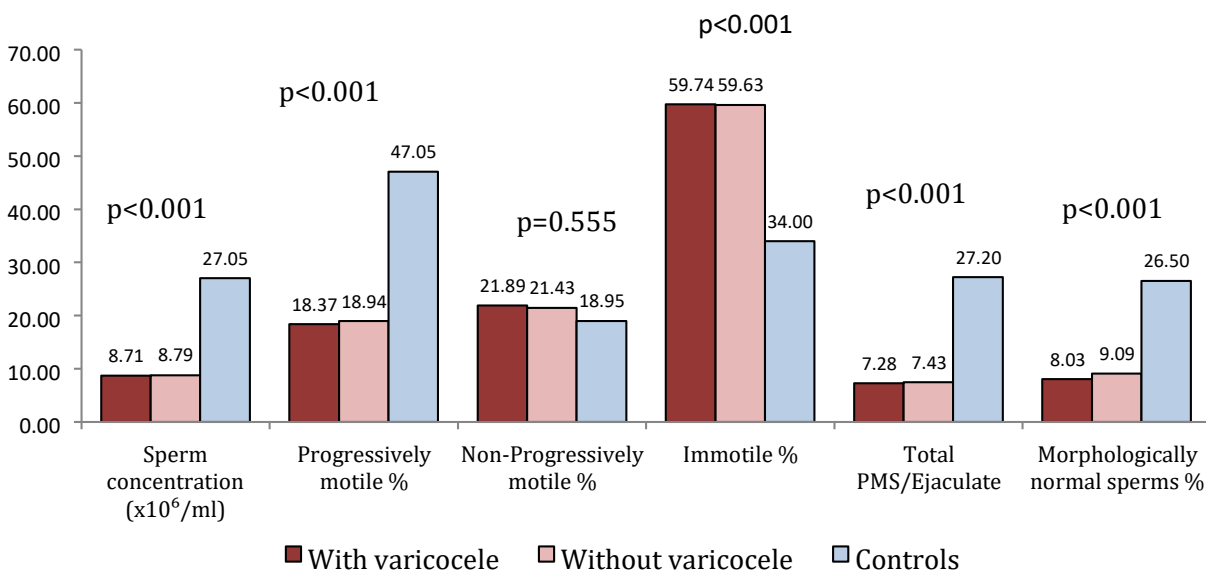 p<0.001
70.00
60.00
50.00
40.00
30.00
20.00
10.00
0.00
p<0.001
p<0.001
p=0.555
p<0.001
p<0.001
59.74 59.63
47.05
34.00
27.05
27.20
26.50
18.37 18.94
21.89 21.43 18.95
8.71 8.79
7.28 7.43
8.03 9.09
Sperm
concentration
(x10⁶/ml)
Progressively
motile %
Non-Progressively
motile %
Immotile %
Total
PMS/Ejaculate
Morphologically
normal sperms %
With varicocele Without varicocele Controls